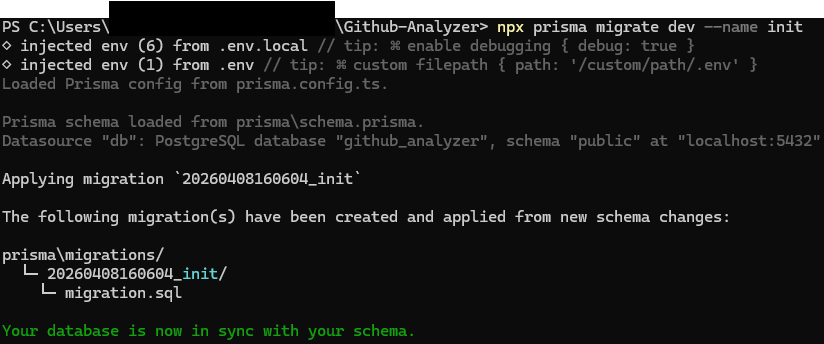 PS C:\Users\ \Github-Analyzer> npx prisma migrate dev --name init
◇ injected env (6) from .env.local // tip: ⌘ enable debugging { debug: true }
◇ injected env (1) from .env // tip: ⌘ custom filepath { path: '/custom/path/.env' }
Loaded Prisma config from prisma.config.ts.
Prisma schema loaded from prisma\schema.prisma.
Datasource "db": PostgreSQL database "github_analyzer", schema "public" at "localhost:5432"
Applying migration `20260408160604_init`
The following migration(s) have been created and applied from new schema changes:
prisma\migrations/
└─ 20260408160604_init/
└─ migration.sql
Your database is now in sync with your schema.